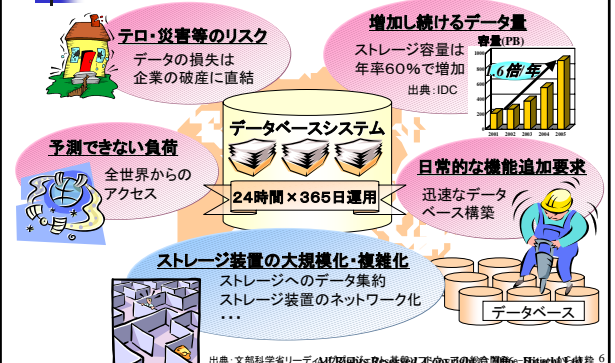 テロ・災害等のリスク
データの損失は
企業の破産に直結
増加し続けるデータ量
ストレージ容量は
年率60%で増加
出典:IDC
容量(PB)
1000
800
600
400
200
0
1.6倍/年
2001 2002 2003 2004 2005
データベースシステム
24時間×365日運用
予測できない負荷
全世界からの
アクセス
日常的な機能追加要求
迅速なデータ
ベース構築
データベース
ストレージ装置の大規模化・複雑化
ストレージへのデータ集約
ストレージ装置のネットワーク化
・・・
出典:文部科学省リーディ